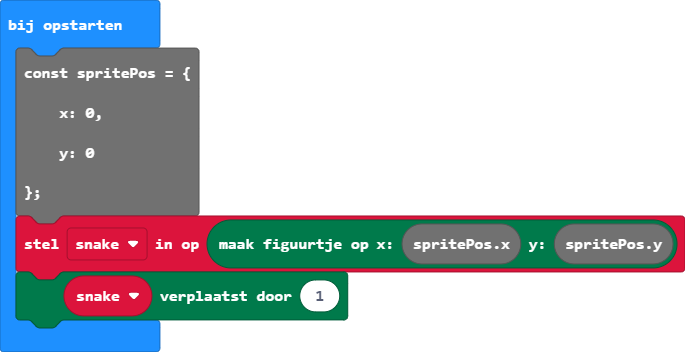 bij opstarten
const spritePos = {
x: 0,
y: 0
};
stel snake in op maak figuurtje op x: spritePos.x y: spritePos.y
snake verplaatst door 1